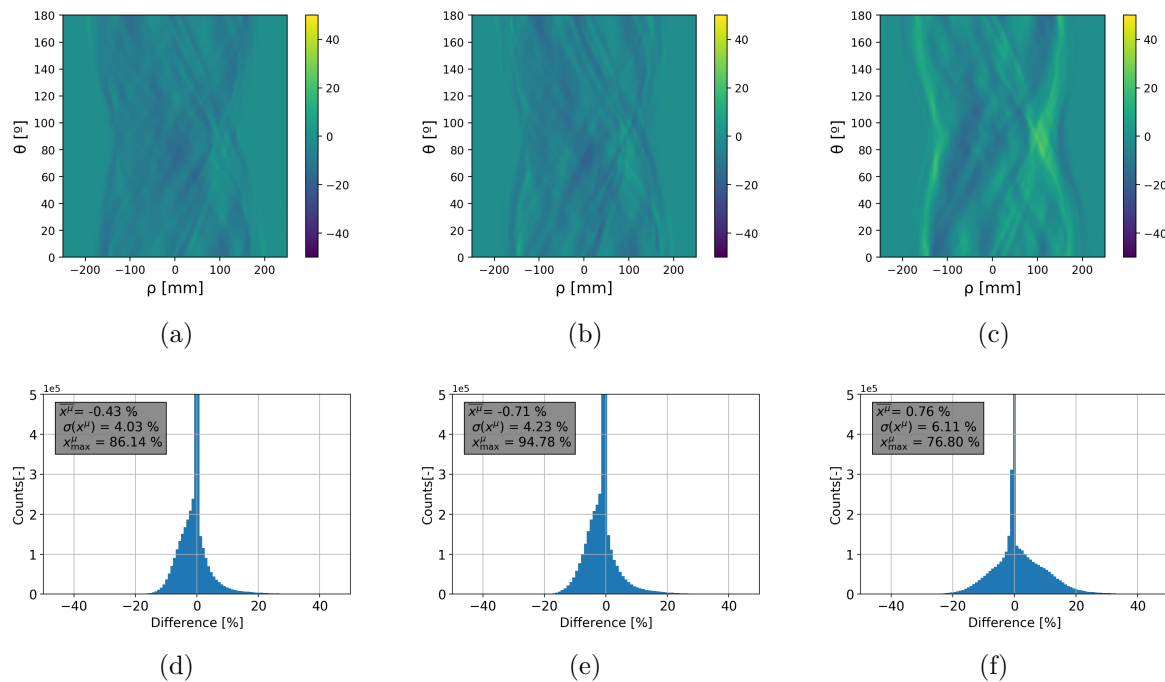 180
160
140
120
100
80
60
40
20
0
θ [º]
−200 −100 0 100 200
ρ [mm]
40
20
0
−20
−40
(a)
180
160
140
120
100
80
60
40
20
0
θ [º]
−200 −100 0 100 200
ρ [mm]
40
20
0
−20
−40
(b)
180
160
140
120
100
80
60
40
20
0
θ [º]
−200 −100 0 100 200
ρ [mm]
40
20
0
−20
−40
(c)
1e5
5
4
3
2
1
0
Counts[-]
x̄^μ= -0.43 %
σ(x^μ) = 4.03 %
x^μ_max = 86.14 %
−40 −20 0 20 40
Difference [%]
(d)
1e5
5
4
3
2
1
0
Counts[-]
x̄^μ= -0.71 %
σ(x^μ) = 4.23 %
x^μ_max = 94.78 %
−40 −20 0 20 40
Difference [%]
(e)
1e5
5
4
3
2
1
0
Counts[-]
x̄^μ= 0.76 %
σ(x^μ) = 6.11 %
x^μ_max = 76.80 %
−40 −20 0 20 40
Difference [%]
(f)